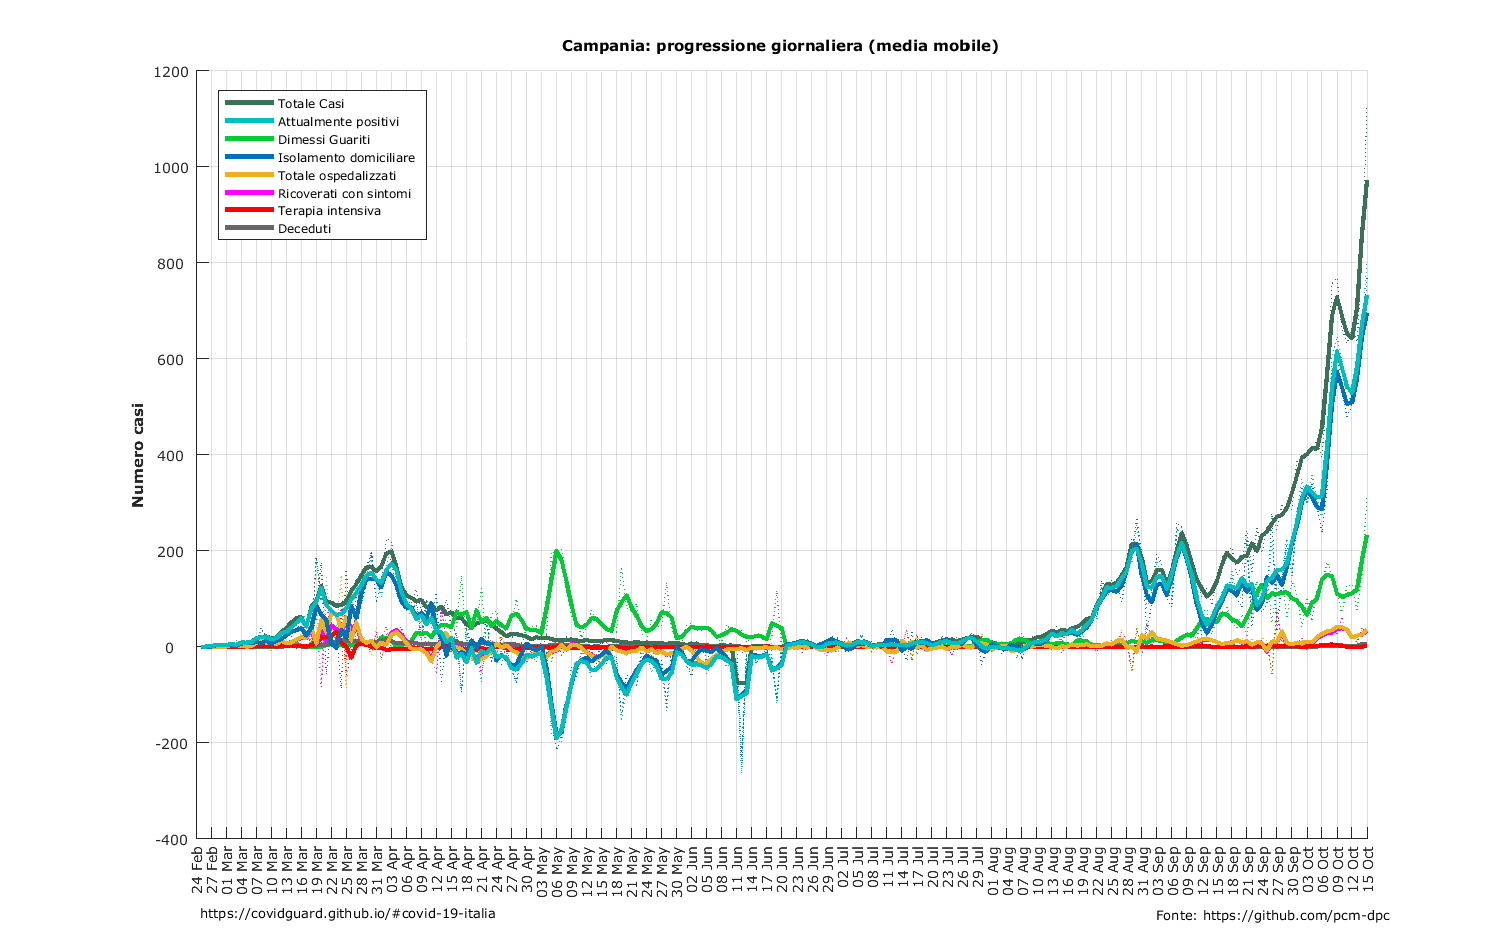 Campania: progressione giornaliera (media mobile)
1200
1000
800
600
400
200
0
-200
-400
Numero casi
Totale Casi
Attualmente positivi
Dimessi Guariti
Isolamento domiciliare
Totale ospedalizzati
Ricoverati con sintomi
Terapia intensiva
Deceduti
24 Feb
27 Feb
01 Mar
04 Mar
07 Mar
10 Mar
13 Mar
16 Mar
19 Mar
22 Mar
25 Mar
28 Mar
31 Mar
03 Apr
06 Apr
09 Apr
12 Apr
15 Apr
18 Apr
21 Apr
24 Apr
27 Apr
30 Apr
03 May
06 May
09 May
12 May
15 May
18 May
21 May
24 May
27 May
30 May
02 Jun
05 Jun
08 Jun
11 Jun
14 Jun
17 Jun
20 Jun
23 Jun
26 Jun
29 Jun
02 Jul
05 Jul
08 Jul
11 Jul
14 Jul
17 Jul
20 Jul
23 Jul
26 Jul
29 Jul
01 Aug
04 Aug
07 Aug
10 Aug
13 Aug
16 Aug
19 Aug
22 Aug
25 Aug
28 Aug
31 Aug
03 Sep
06 Sep
09 Sep
12 Sep
15 Sep
18 Sep
21 Sep
24 Sep
27 Sep
30 Sep
03 Oct
06 Oct
09 Oct
12 Oct
15 Oct
https://covidguard.github.io/#covid-19-italia
Fonte: https://github.com/pcm-dpc